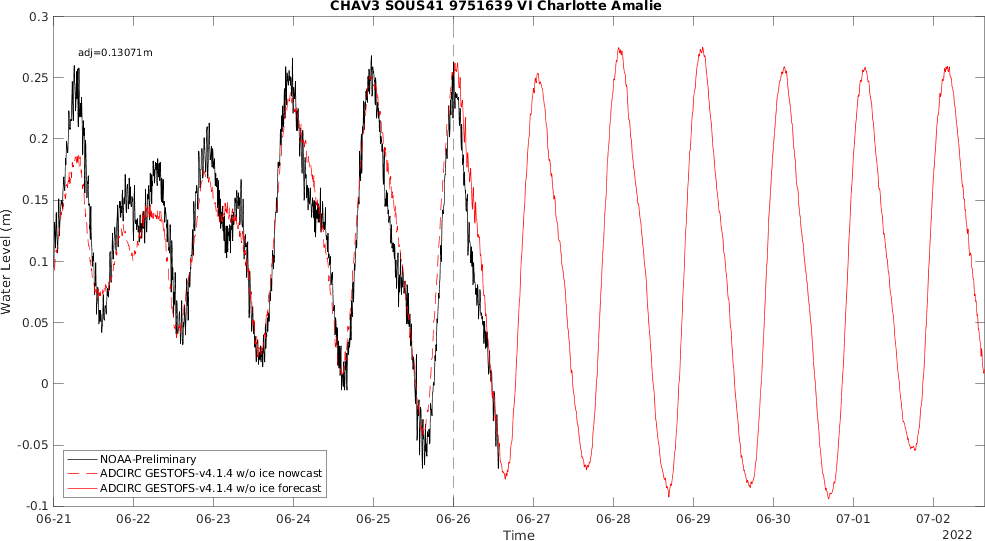 CHAV3 SOUS41 9751639 VI Charlotte Amalie
adj=0.13071m
0.3
0.25
0.2
0.15
0.1
0.05
0
-0.05
-0.1
Water Level (m)
NOAA-Preliminary
ADCIRC GESTOFS-v4.1.4 w/o ice nowcast
ADCIRC GESTOFS-v4.1.4 w/o ice forecast
06-21 06-22 06-23 06-24 06-25 06-26 06-27 06-28 06-29 06-30 07-01 07-02
Time
2022